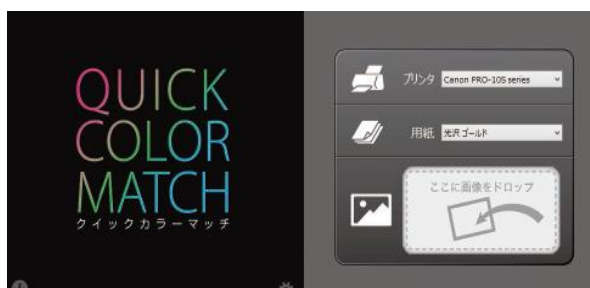 QUICK
COLOR
MATCH
クイックカラーマッチ
プリンタ Canon PRO-10S series
用紙 光沢ゴールド
ここに画像をドロップ